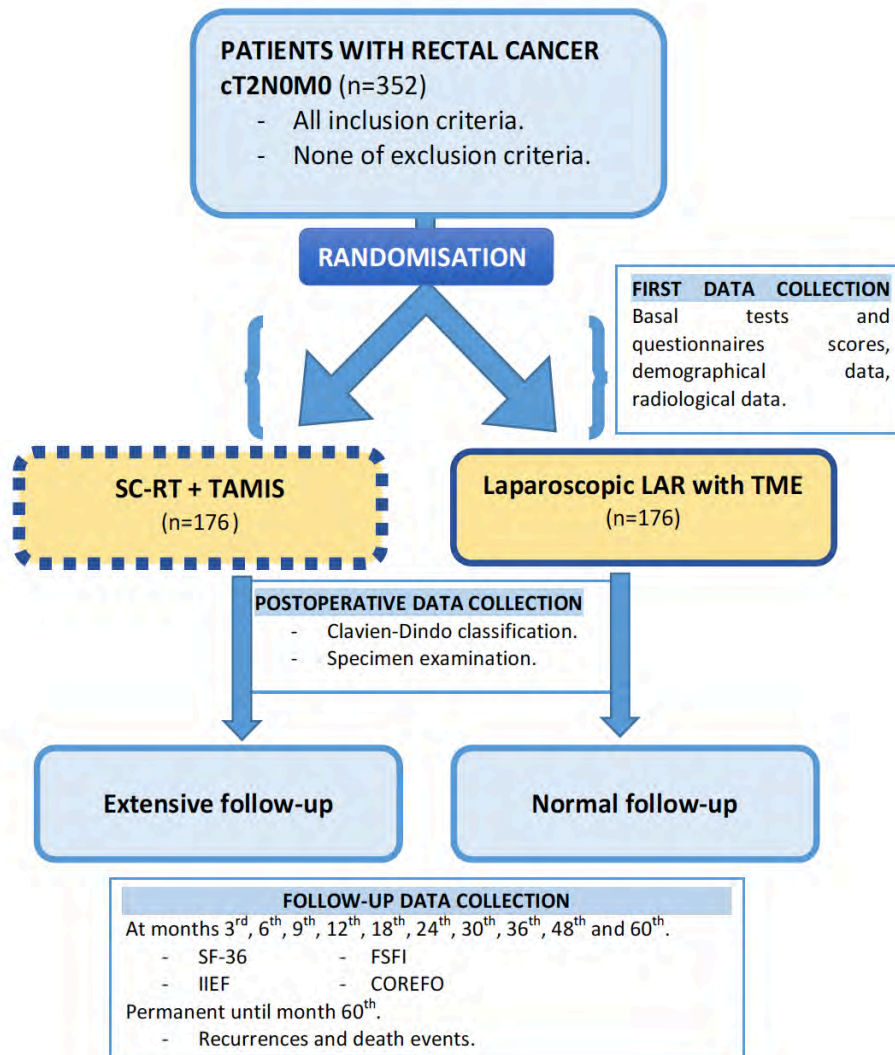 PATIENTS WITH RECTAL CANCER
cT2N0M0 (n=352)
- All inclusion criteria.
- None of exclusion criteria.
RANDOMISATION
FIRST DATA COLLECTION
Basal tests and
questionnaires scores,
demographical data,
radiological data.
SC-RT + TAMIS
(n=176)
Laparoscopic LAR with TME
(n=176)
POSTOPERATIVE DATA COLLECTION
- Clavien-Dindo classification.
- Specimen examination.
Extensive follow-up
Normal follow-up
FOLLOW-UP DATA COLLECTION
At months 3rd, 6th, 9th, 12th, 18th, 24th, 30th, 36th, 48th and 60th.
- SF-36 - FSFI
- IIEF - COREFO
Permanent until month 60th.
- Recurrences and death events.